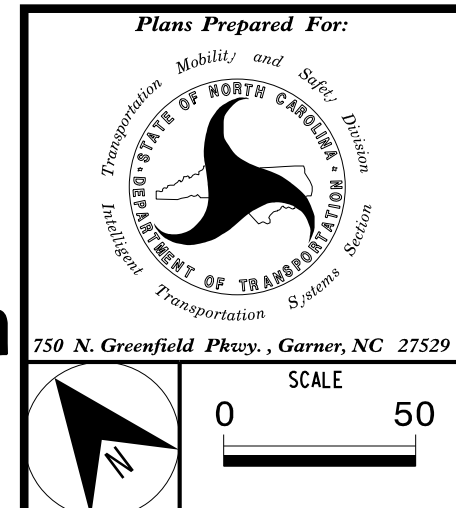 Plans Prepared For:
Transportation Mobility and Safety Division
STATE OF NORTH CAROLINA
DEPARTMENT OF TRANSPORTATION
Intelligent Transportation Systems Section
750 N. Greenfield Pkwy. , Garner, NC 27529
SCALE
0 50
N